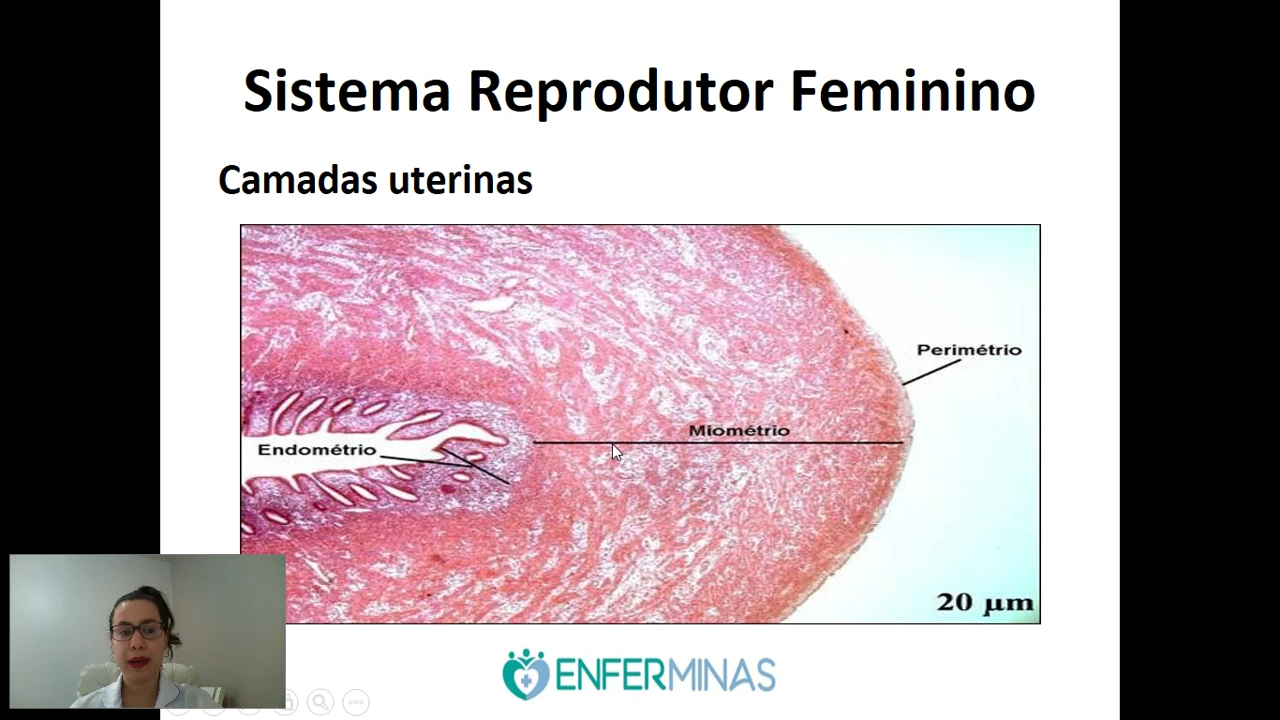 Sistema Reprodutor Feminino
Camadas uterinas
Perimétrio
Miométrio
Endométrio
20 µm
ENFERMINAS